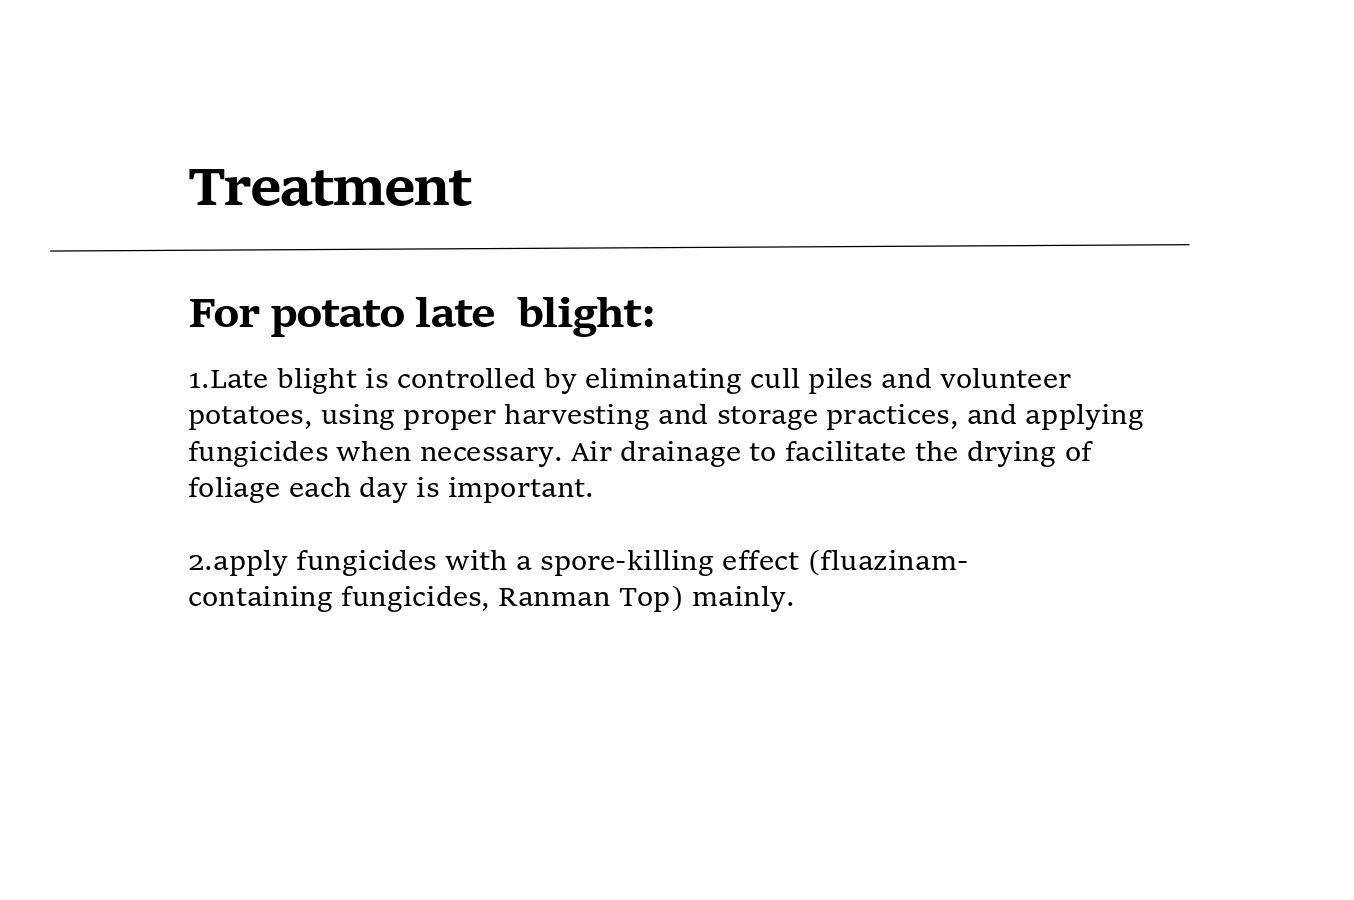 Treatment
For potato late  blight:
1.Late blight is controlled by eliminating cull piles and volunteer
potatoes, using proper harvesting and storage practices, and applying
fungicides when necessary. Air drainage to facilitate the drying of
foliage each day is important.
2.apply fungicides with a spore-killing effect (fluazinam-
containing fungicides, Ranman Top) mainly.